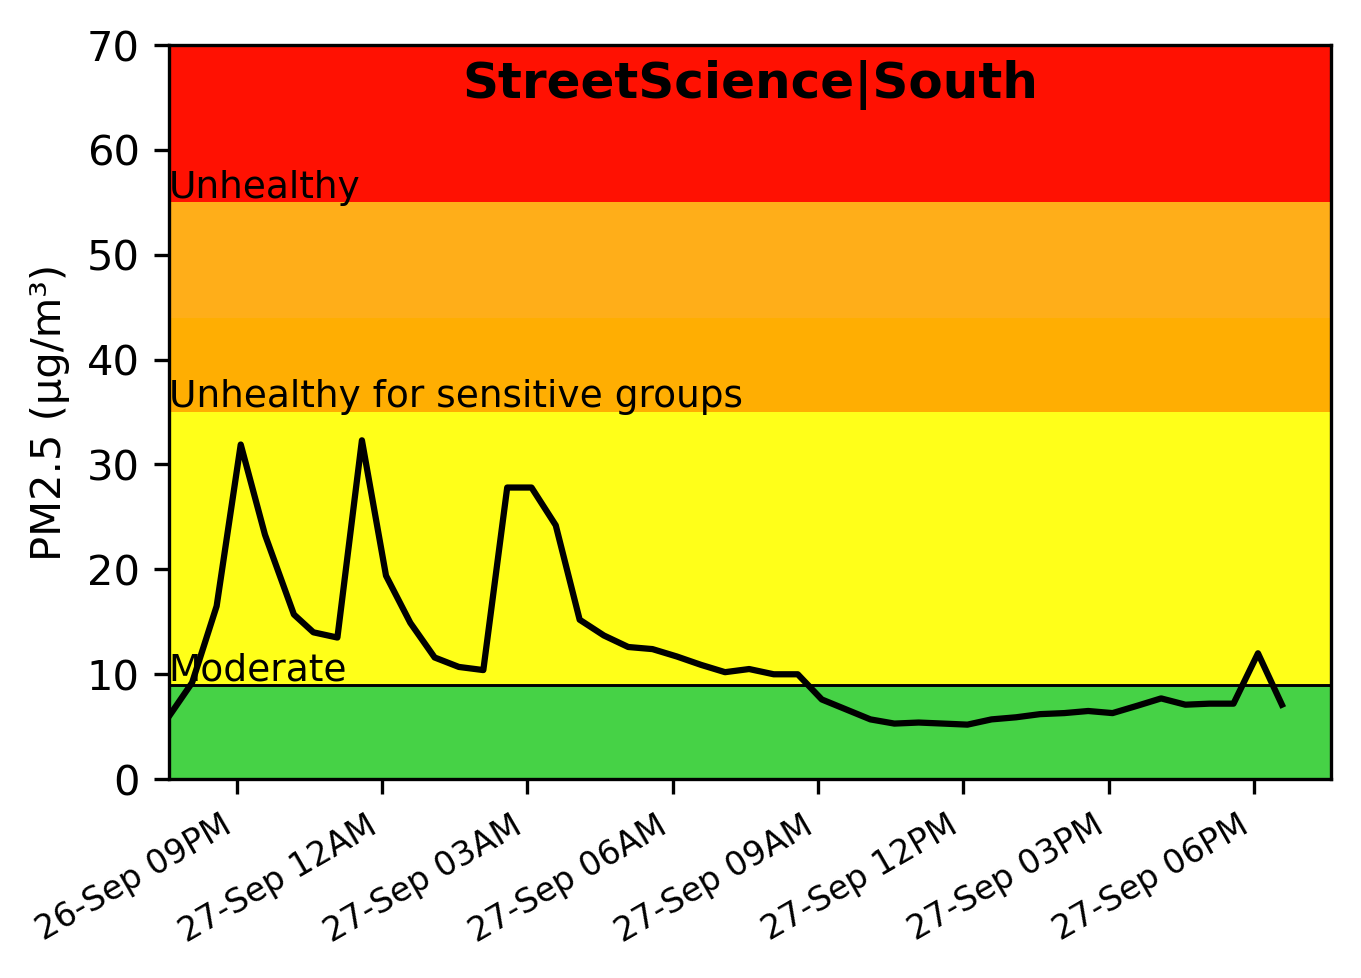 StreetScience|South
70
60
50
40
30
20
10
0
PM2.5 (µg/m³)
Unhealthy
Unhealthy for sensitive groups
Moderate
26-Sep 09PM
27-Sep 12AM
27-Sep 03AM
27-Sep 06AM
27-Sep 09AM
27-Sep 12PM
27-Sep 03PM
27-Sep 06PM